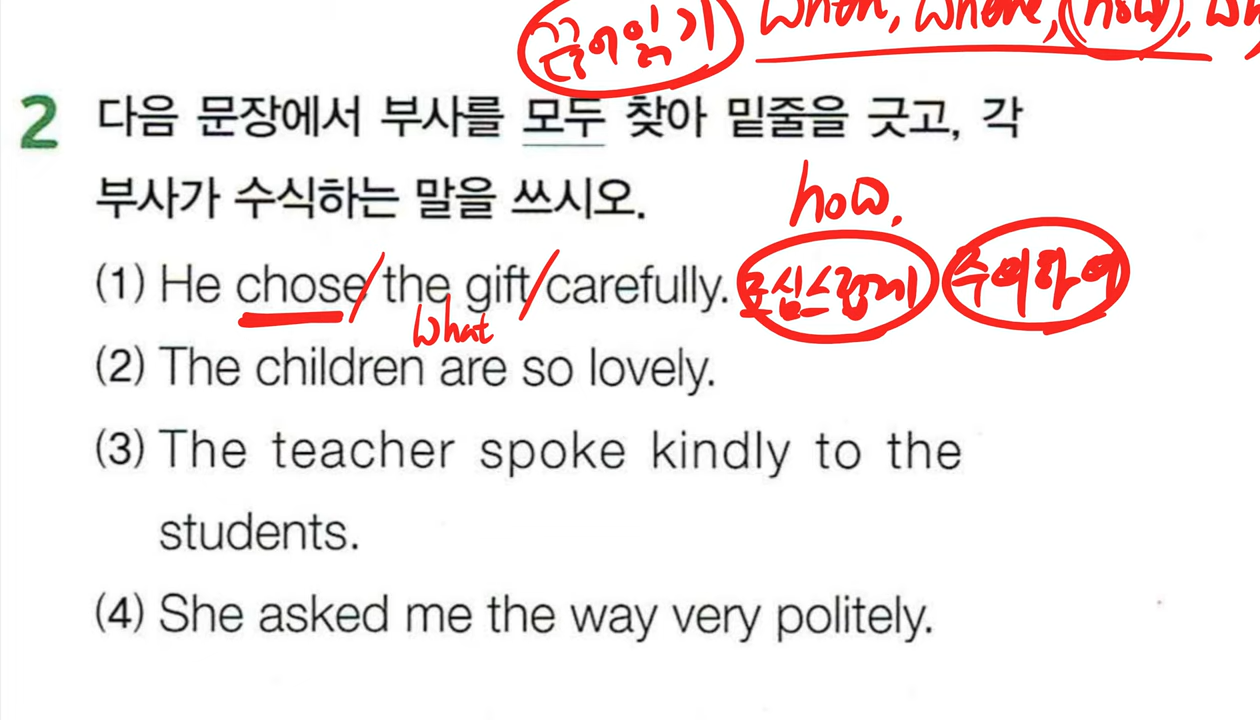 끊어읽기 when, where, how,
2 다음 문장에서 부사를 모두 찾아 밑줄을 긋고, 각
부사가 수식하는 말을 쓰시오.
how.
(1) He chose/the gift/carefully. 조심스럽게 주의하여
what
(2) The children are so lovely.
(3) The teacher spoke kindly to the
students.
(4) She asked me the way very politely.